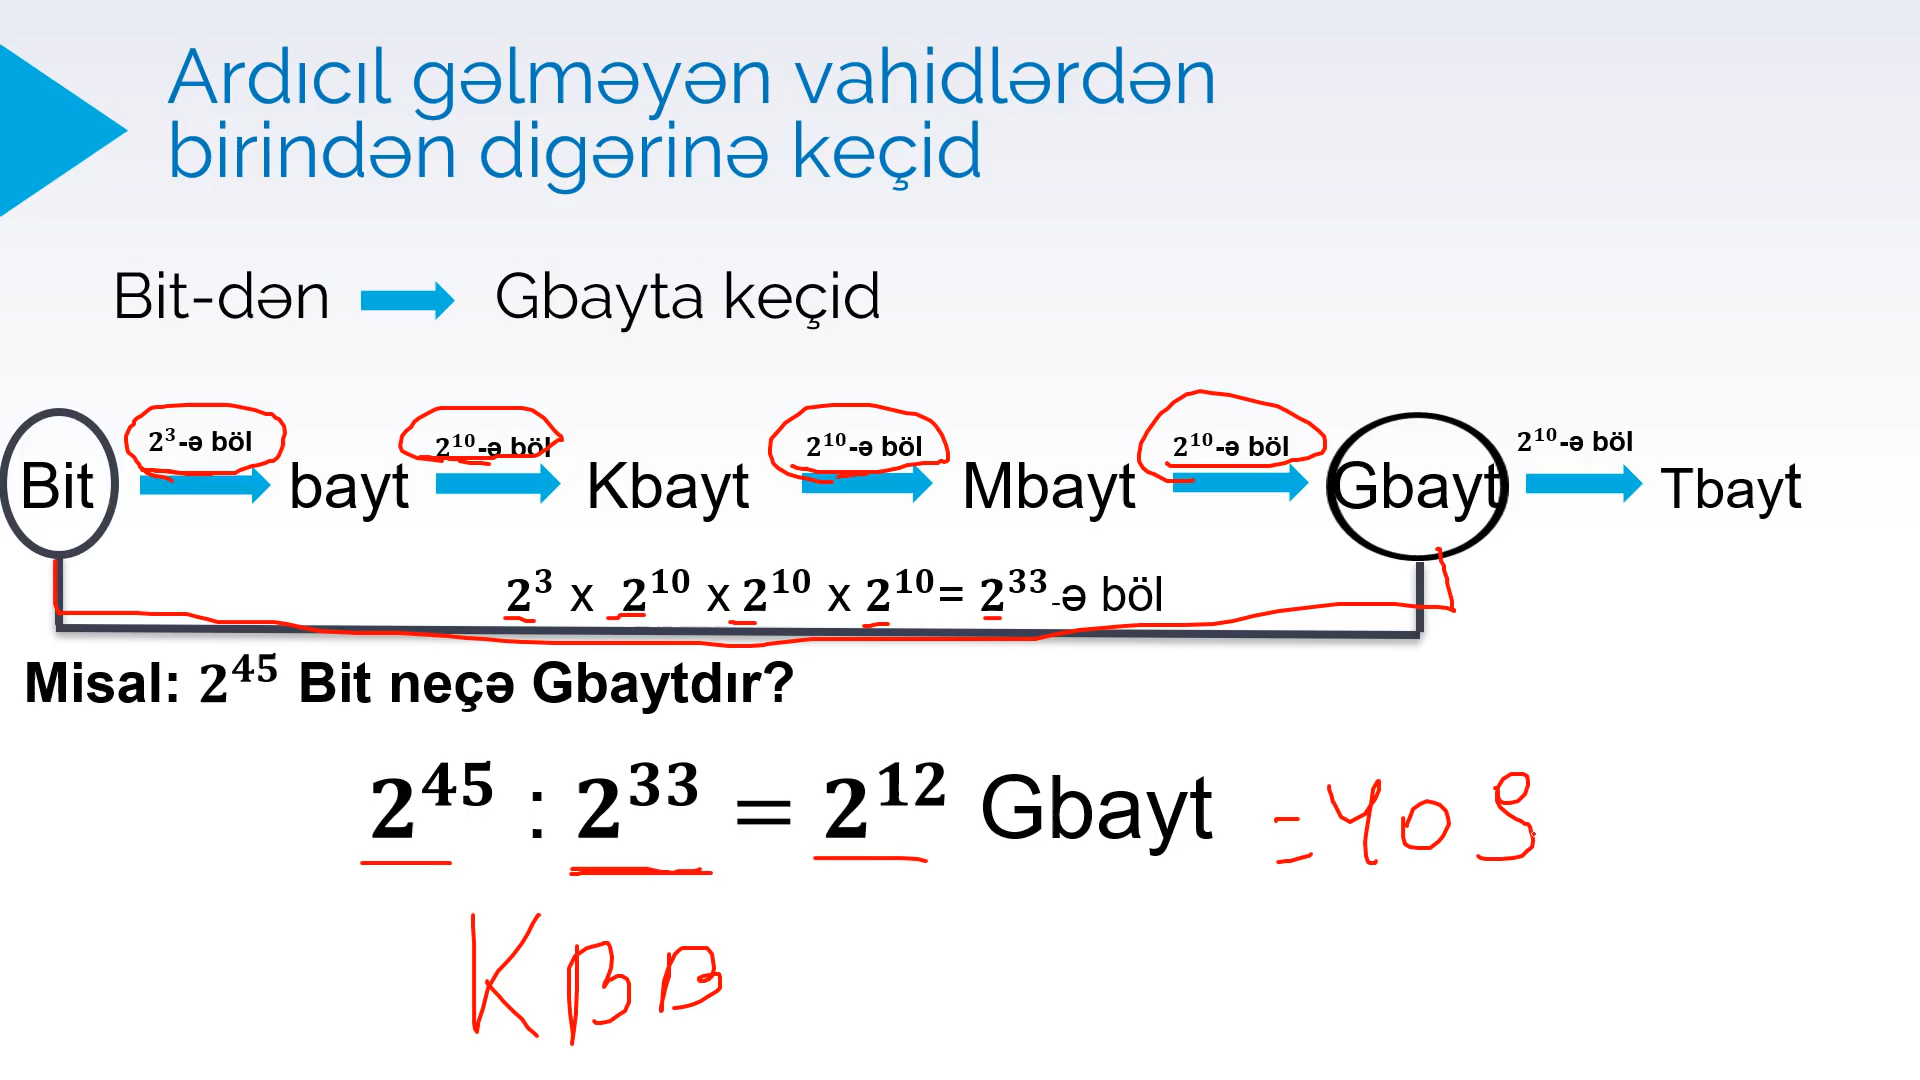 Ardıcıl gəlməyən vahidlərdən
birindən digərinə keçid
Bit-dən Gbayta keçid
2³-ə böl 2¹⁰-ə böl 2¹⁰-ə böl 2¹⁰-ə böl 2¹⁰-ə böl
Bit bayt Kbayt Mbayt Gbayt Tbayt
2³ x 2¹⁰ x 2¹⁰ x 2¹⁰= 2³³-ə böl
Misal: 2⁴⁵ Bit neçə Gbaytdır?
2⁴⁵ : 2³³ = 2¹² Gbayt = 409
K B B